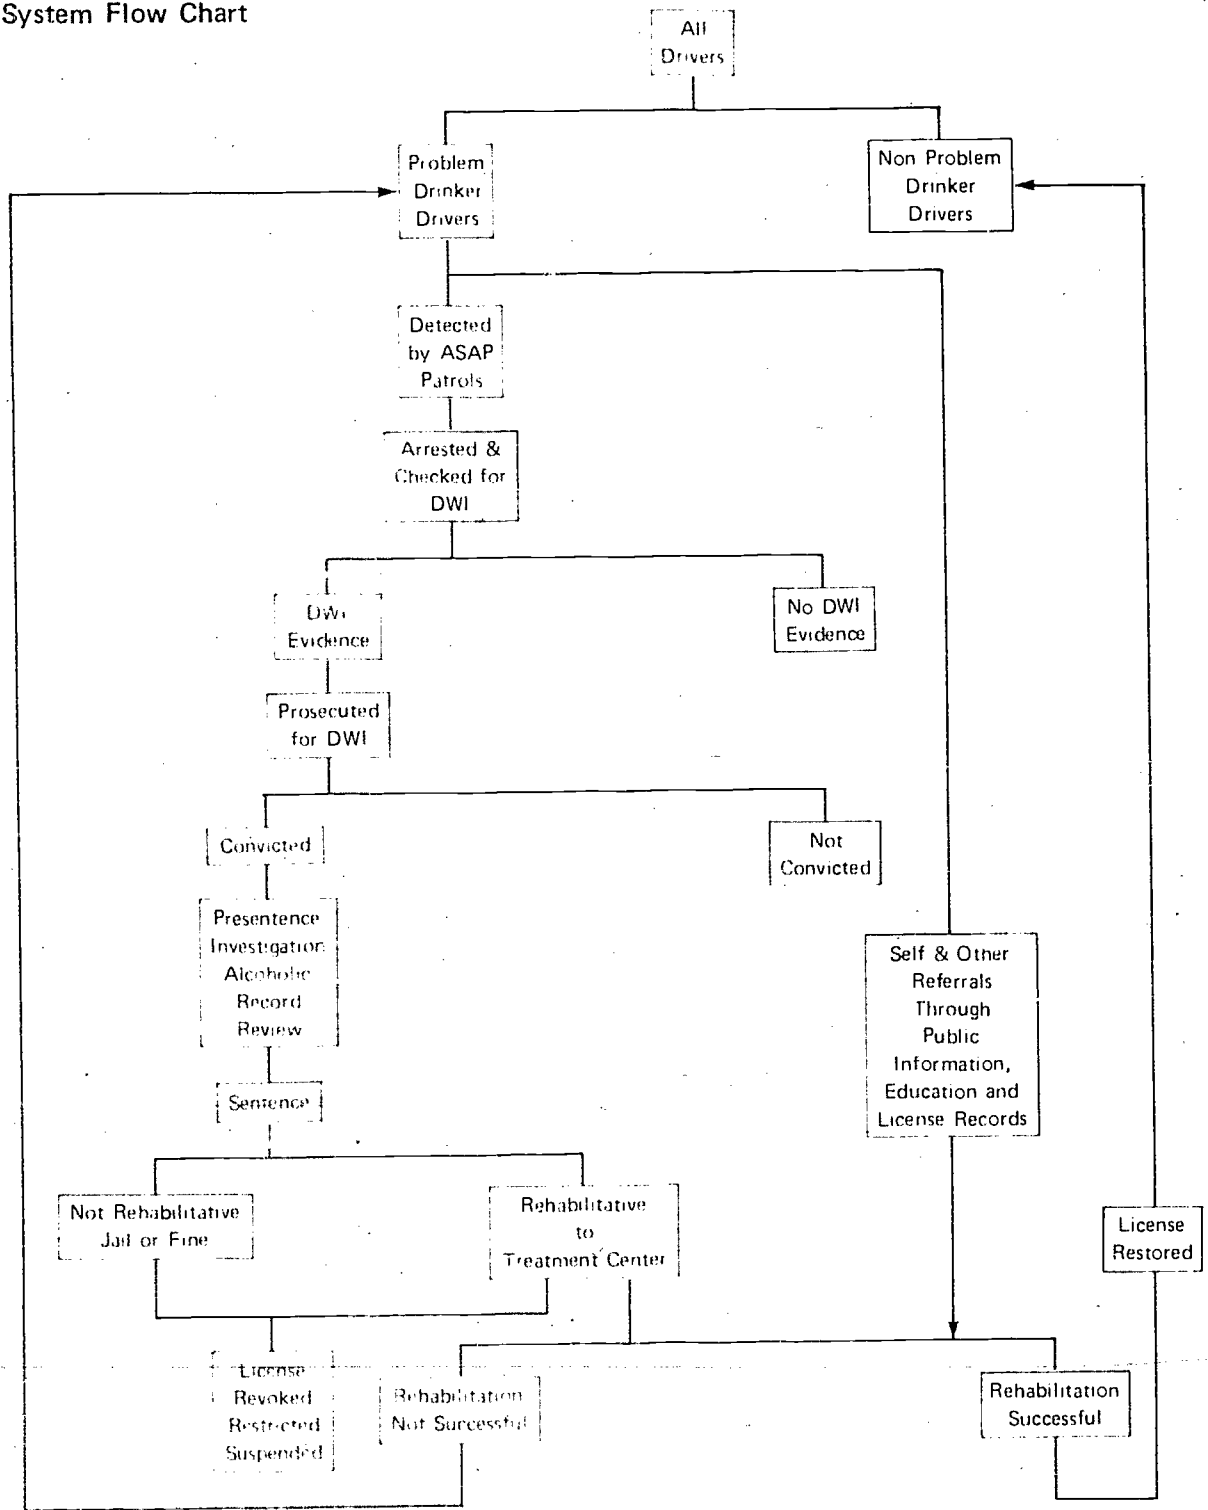 System Flow Chart
All
Drivers
Problem
Drinker
Drivers
Non Problem
Drinker
Drivers
Detected
by ASAP
Patrols
Arrested &
Checked for
DWI
DWI
Evidence
No DWI
Evidence
Prosecuted
for DWI
Convicted
Not
Convicted
Presentence
Investigation
Alcoholic
Record
Review
Self & Other
Referrals
Through
Public
Information,
Education and
License Records
Sentence
Not Rehabilitative
Jail or Fine
Rehabilitative
to
Treatment Center
License
Restored
License
Revoked
Restricted
Suspended
Rehabilitation
Not Successful
Rehabilitation
Successful